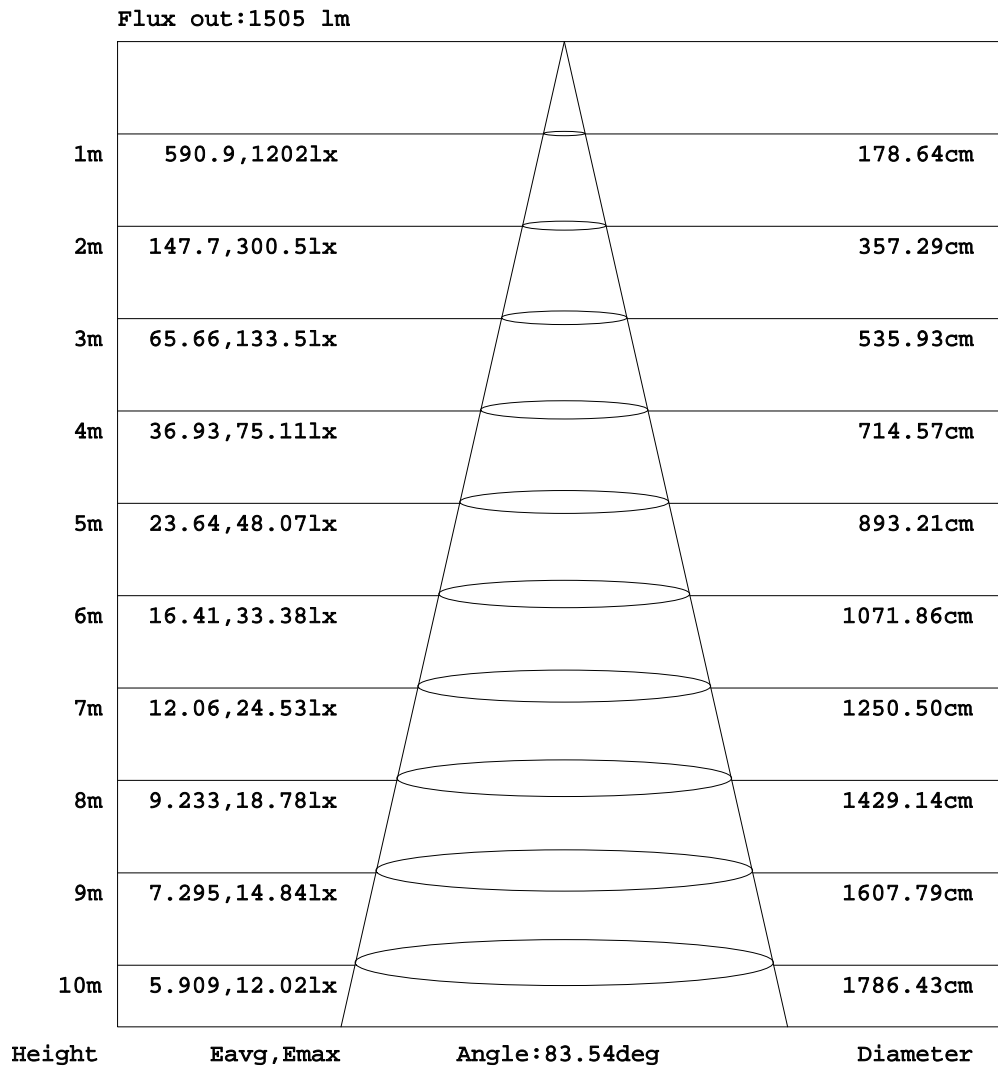 Flux out:1505 lm
1m 590.9,1202lx 178.64cm
2m 147.7,300.5lx 357.29cm
3m 65.66,133.5lx 535.93cm
4m 36.93,75.11lx 714.57cm
5m 23.64,48.07lx 893.21cm
6m 16.41,33.38lx 1071.86cm
7m 12.06,24.53lx 1250.50cm
8m 9.233,18.78lx 1429.14cm
9m 7.295,14.84lx 1607.79cm
10m 5.909,12.02lx 1786.43cm
Height Eavg,Emax Angle:83.54deg Diameter